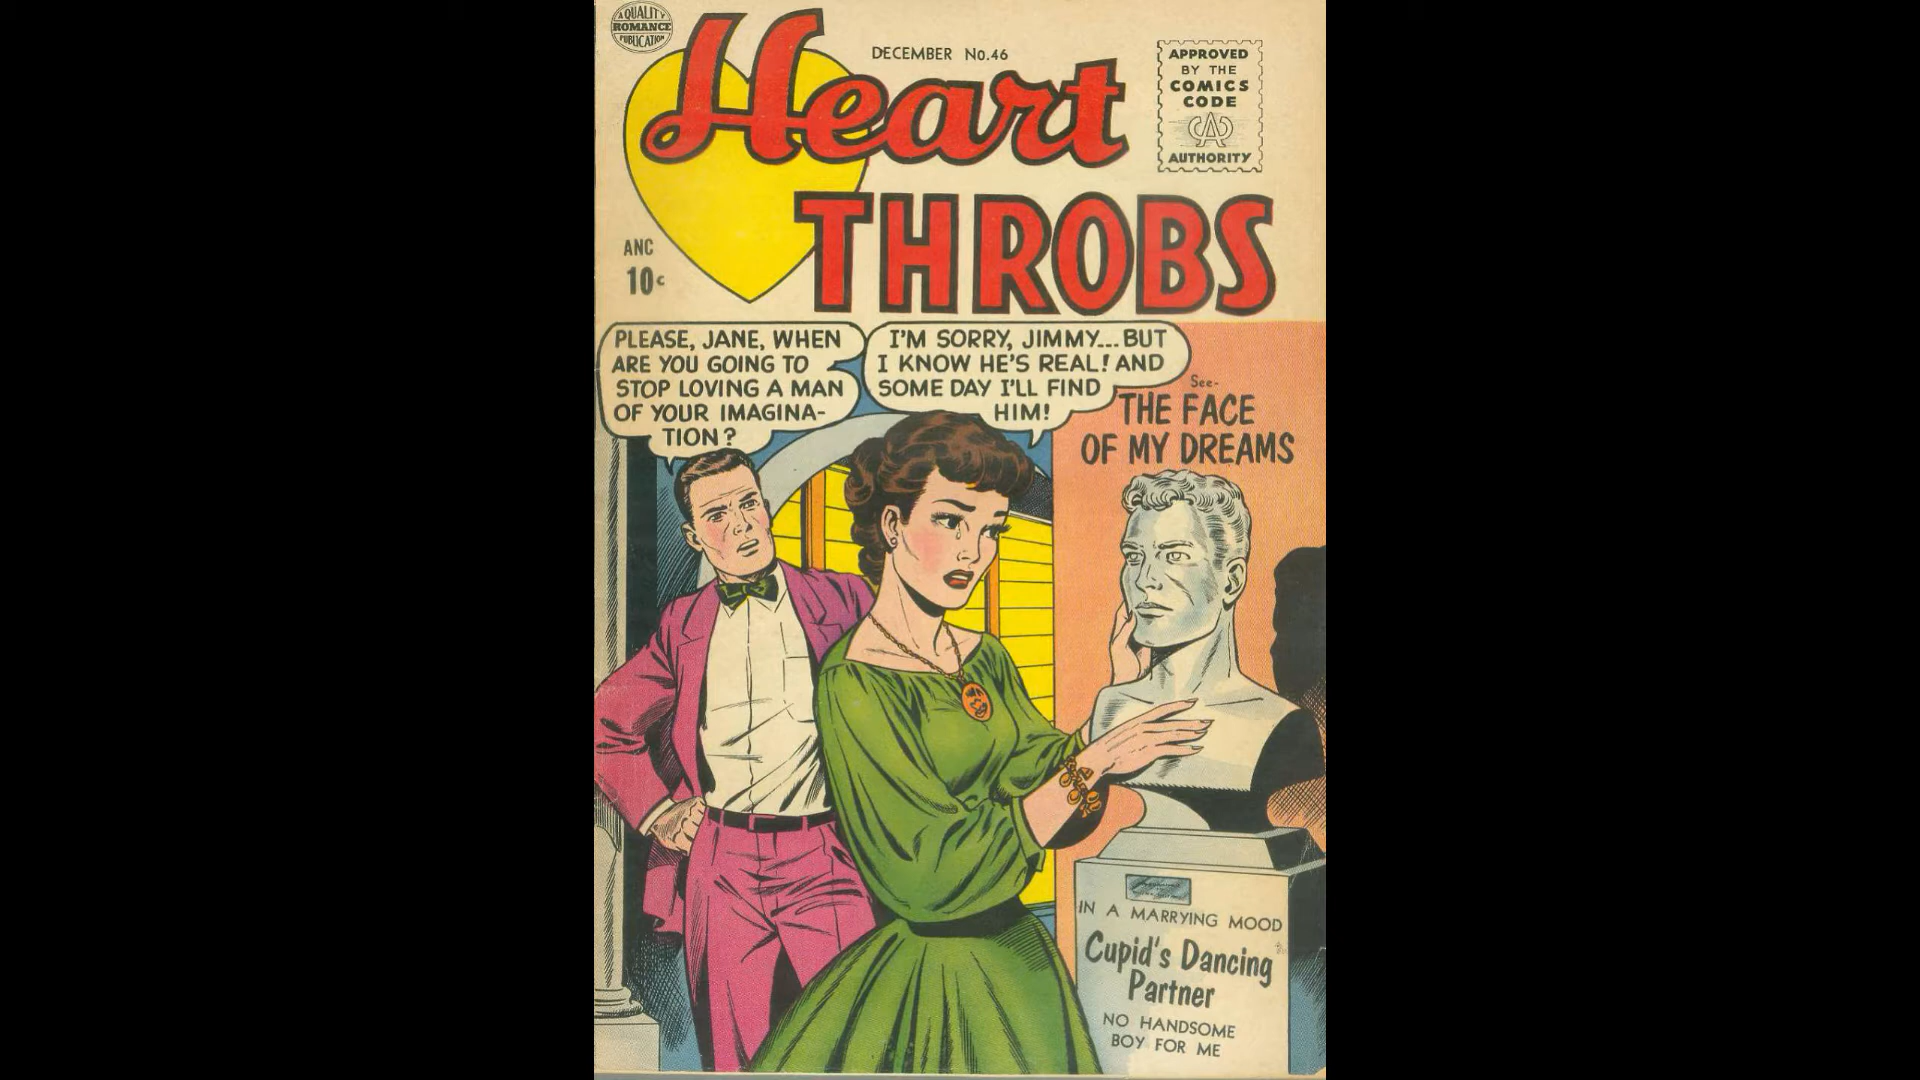 A QUALITY
ROMANCE
PUBLICATION
Heart
DECEMBER No.46
APPROVED
BY THE
COMICS
CODE
CA
AUTHORITY
THROBS
ANC
10c
PLEASE, JANE, WHEN
ARE YOU GOING TO
STOP LOVING A MAN
OF YOUR IMAGINA-
TION?
I'M SORRY, JIMMY...BUT
I KNOW HE'S REAL! AND
SOME DAY I'LL FIND
HIM!
See-
THE FACE
OF MY DREAMS
IN A MARRYING MOOD
Cupid's Dancing
Partner
NO HANDSOME
BOY FOR ME